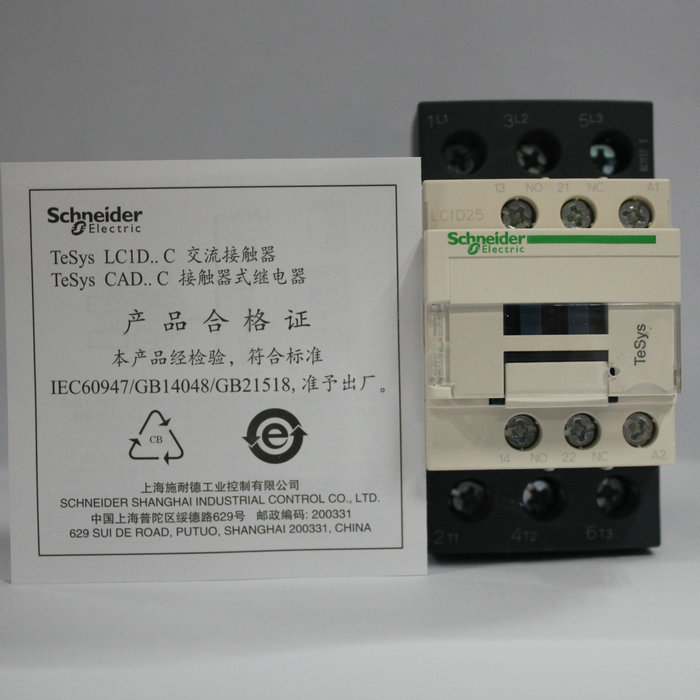 Schneider
Electric
TeSys LC1D.. C 交流接触器
TeSys CAD.. C 接触器式继电器
产品合格证
本产品经检验，符合标准
IEC60947/GB14048/GB21518, 准予出厂。
CB
e
上海施耐德工业控制有限公司
SCHNEIDER SHANGHAI INDUSTRIAL CONTROL CO., LTD.
中国上海普陀区绥德路629号 邮政编码: 200331
629 SUI DE ROAD, PUTUO, SHANGHAI 200331, CHINA
1L1 3L2 5L3
13 NO 21 NC A1
LC1D25
Schneider
Electric
TeSys
14 NO 22 NC A2
2T1 4T2 6T3